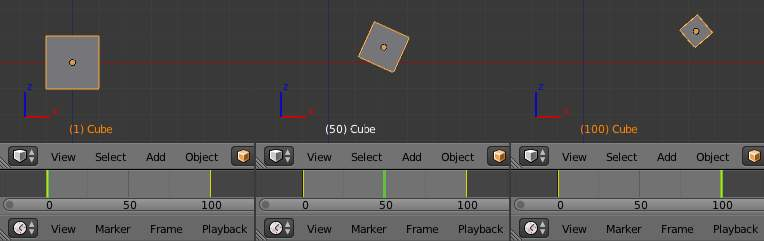 z z z
x x x
(1) Cube (50) Cube (100) Cube
View Select Add Object View Select Add Object View Select Add Object
0 50 100 0 50 100 0 50 100
View Marker Frame Playback View Marker Frame Playback View Marker Frame Playback